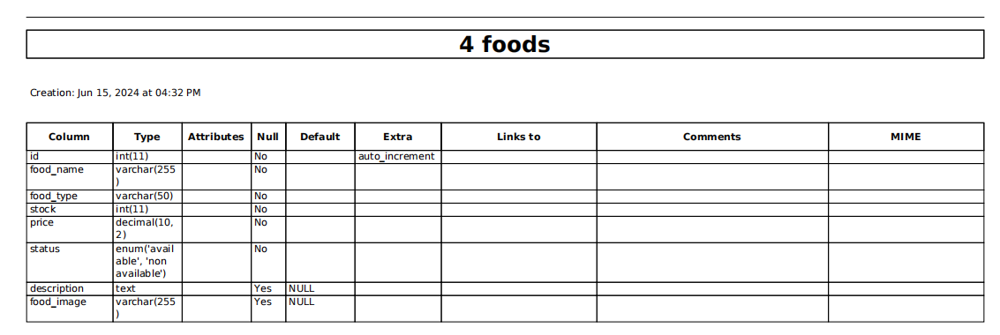 4 foods
Creation: Jun 15, 2024 at 04:32 PM
Column Type Attributes Null Default Extra Links to Comments MIME
id int(11) No auto_increment
food_name varchar(255 No
)
food_type varchar(50) No
stock int(11) No
price decimal(10, No
2)
status enum('avail No
able', 'non
available')
description text Yes NULL
food_image varchar(255 Yes NULL
)